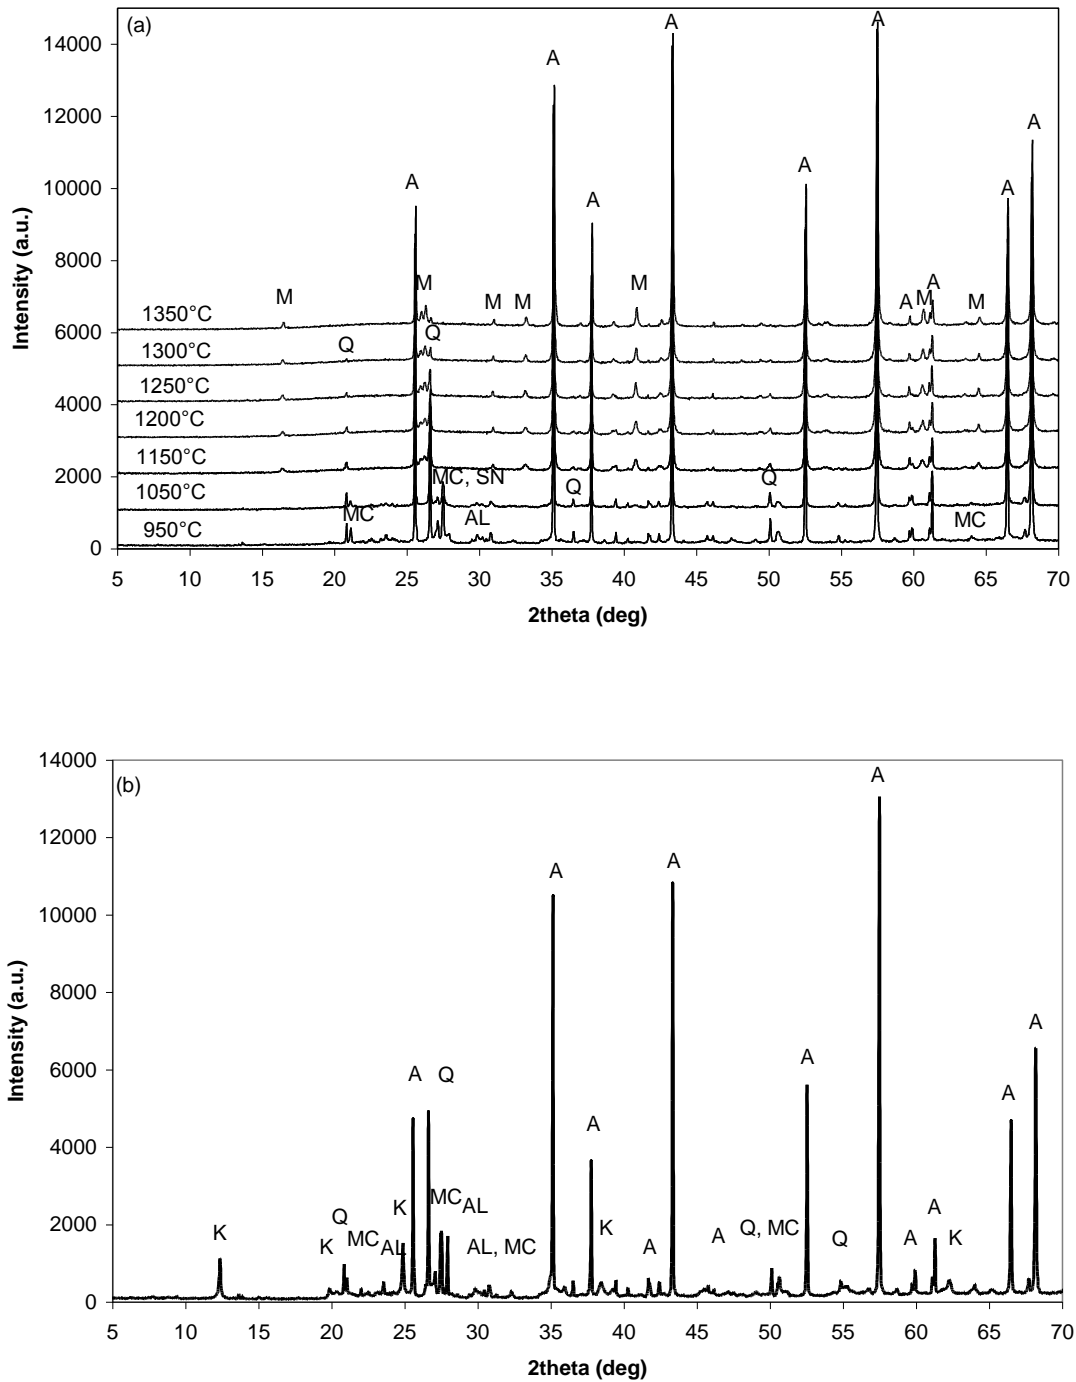 (a)
A
A
A
14000
A
12000
A
A
A
10000
A
A
8000
M
M
A
M
M
M
A
M
M
1350°C
6000
Q
Q
1300°C
1250°C
4000
1200°C
1150°C
2000
MC, SN
Q
Q
1050°C
MC
AL
MC
950°C
0
5 10 15 20 25 30 35 40 45 50 55 60 65 70
2theta (deg)
Intensity (a.u.)
14000
(b)
A
12000
A
A
10000
8000
A
A
Q
A
6000
A
A
4000
MC
AL
K
Q
K
A
2000
K
MC
AL
AL, MC
K
A
A
Q, MC
Q
A
K
0
5 10 15 20 25 30 35 40 45 50 55 60 65 70
2theta (deg)
Intensity (a.u.)